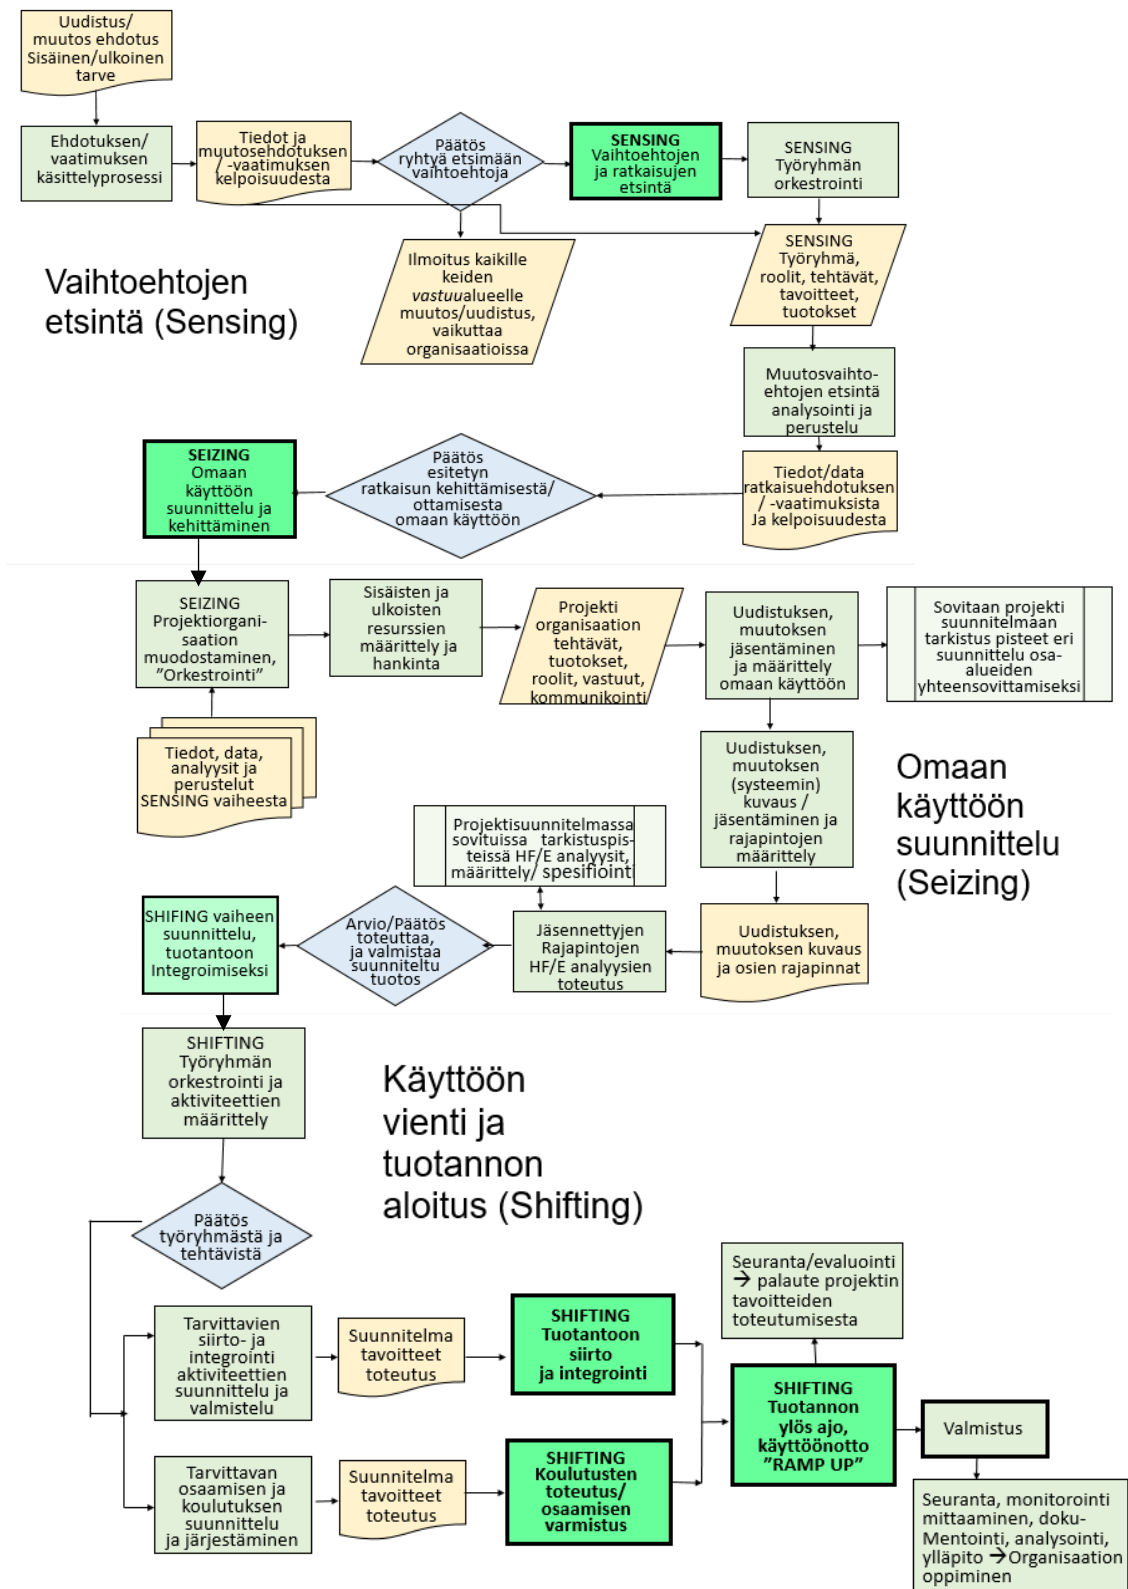 Uudistus/
muutos ehdotus
Sisäinen/ulkoinen
tarve
Ehdotuksen/
vaatimuksen
käsittelyprosessi
Tiedot ja
muutosehdotuksen
/ -vaatimuksen
kelpoisuudesta
Päätös
ryhtyä etsimään
vaihtoehtoja
SENSING
Vaihtoehtojen
ja ratkaisujen
etsintä
SENSING
Työryhmän
orkestrointi
Vaihtoehtojen
etsintä (Sensing)
Ilmoitus kaikille
keiden
vastuualueelle
muutos/uudistus,
vaikuttaa
organisaatioissa
SENSING
Työryhmä,
roolit, tehtävät,
tavoitteet,
tuotokset
Muutosvaihto-
ehtojen etsintä
analysointi ja
perustelu
SEIZING
Omaan
käyttöön
suunnittelu ja
kehittäminen
Päätös
esitetyn
ratkaisun kehittämisestä/
ottamisesta
omaan käyttöön
Tiedot/data
ratkaisuehdotuksen
/ -vaatimuksista
Ja kelpoisuudesta
SEIZING
Projektiorgani-
saation
muodostaminen,
”Orkestrointi”
Sisäisten ja
ulkoisten
resurssien
määrittely ja
hankinta
Projekti
organisaation
tehtävät,
tuotokset,
roolit, vastuut,
kommunikointi
Uudistuksen,
muutoksen
jäsentäminen
ja määrittely
omaan käyttöön
Sovitaan projekti
suunnitelmaan
tarkistus pisteet eri
suunnittelu osa-
alueiden
yhteensovittamiseksi
Tiedot, data,
analyysit ja
perustelut
SENSING vaiheesta
Uudistuksen,
muutoksen
(systeemin)
kuvaus /
jäsentäminen ja
rajapintojen
määrittely
Omaan
käyttöön
suunnittelu
(Seizing)
Projektisuunnitelmassa
sovituissa tarkistuspis-
teissä HF/E analyysit,
määrittely/ spesifiointi
SHIFING vaiheen
suunnittelu,
tuotantoon
Integroimiseksi
Arvio/Päätös
toteuttaa,
ja valmistaa
suunniteltu
tuotos
Jäsennettyjen
Rajapintojen
HF/E analyysien
toteutus
Uudistuksen,
muutoksen kuvaus
ja osien rajapinnat
SHIFTING
Työryhmän
orkestrointi ja
aktiviteettien
määrittely
Käyttöön
vienti ja
tuotannon
aloitus (Shifting)
Päätös
työryhmästä ja
tehtävistä
Seuranta/evaluointi
→ palaute projektin
tavoitteiden
toteutumisesta
Tarvittavien
siirto- ja
integrointi
aktiviteettien
suunnittelu ja
valmistelu
Suunnitelma
tavoitteet
toteutus
SHIFTING
Tuotantoon
siirto
ja integrointi
SHIFTING
Tuotannon
ylös ajo,
käyttöönotto
”RAMP UP”
Valmistus
Tarvittavan
osaamisen ja
koulutuksen
suunnittelu
ja järjestäminen
Suunnitelma
tavoitteet
toteutus
SHIFTING
Koulutusten
toteutus/
osaamisen
varmistus
Seuranta, monitorointi
mittaaminen, doku-
Mentointi, analysointi,
ylläpito →Organisaation
oppiminen